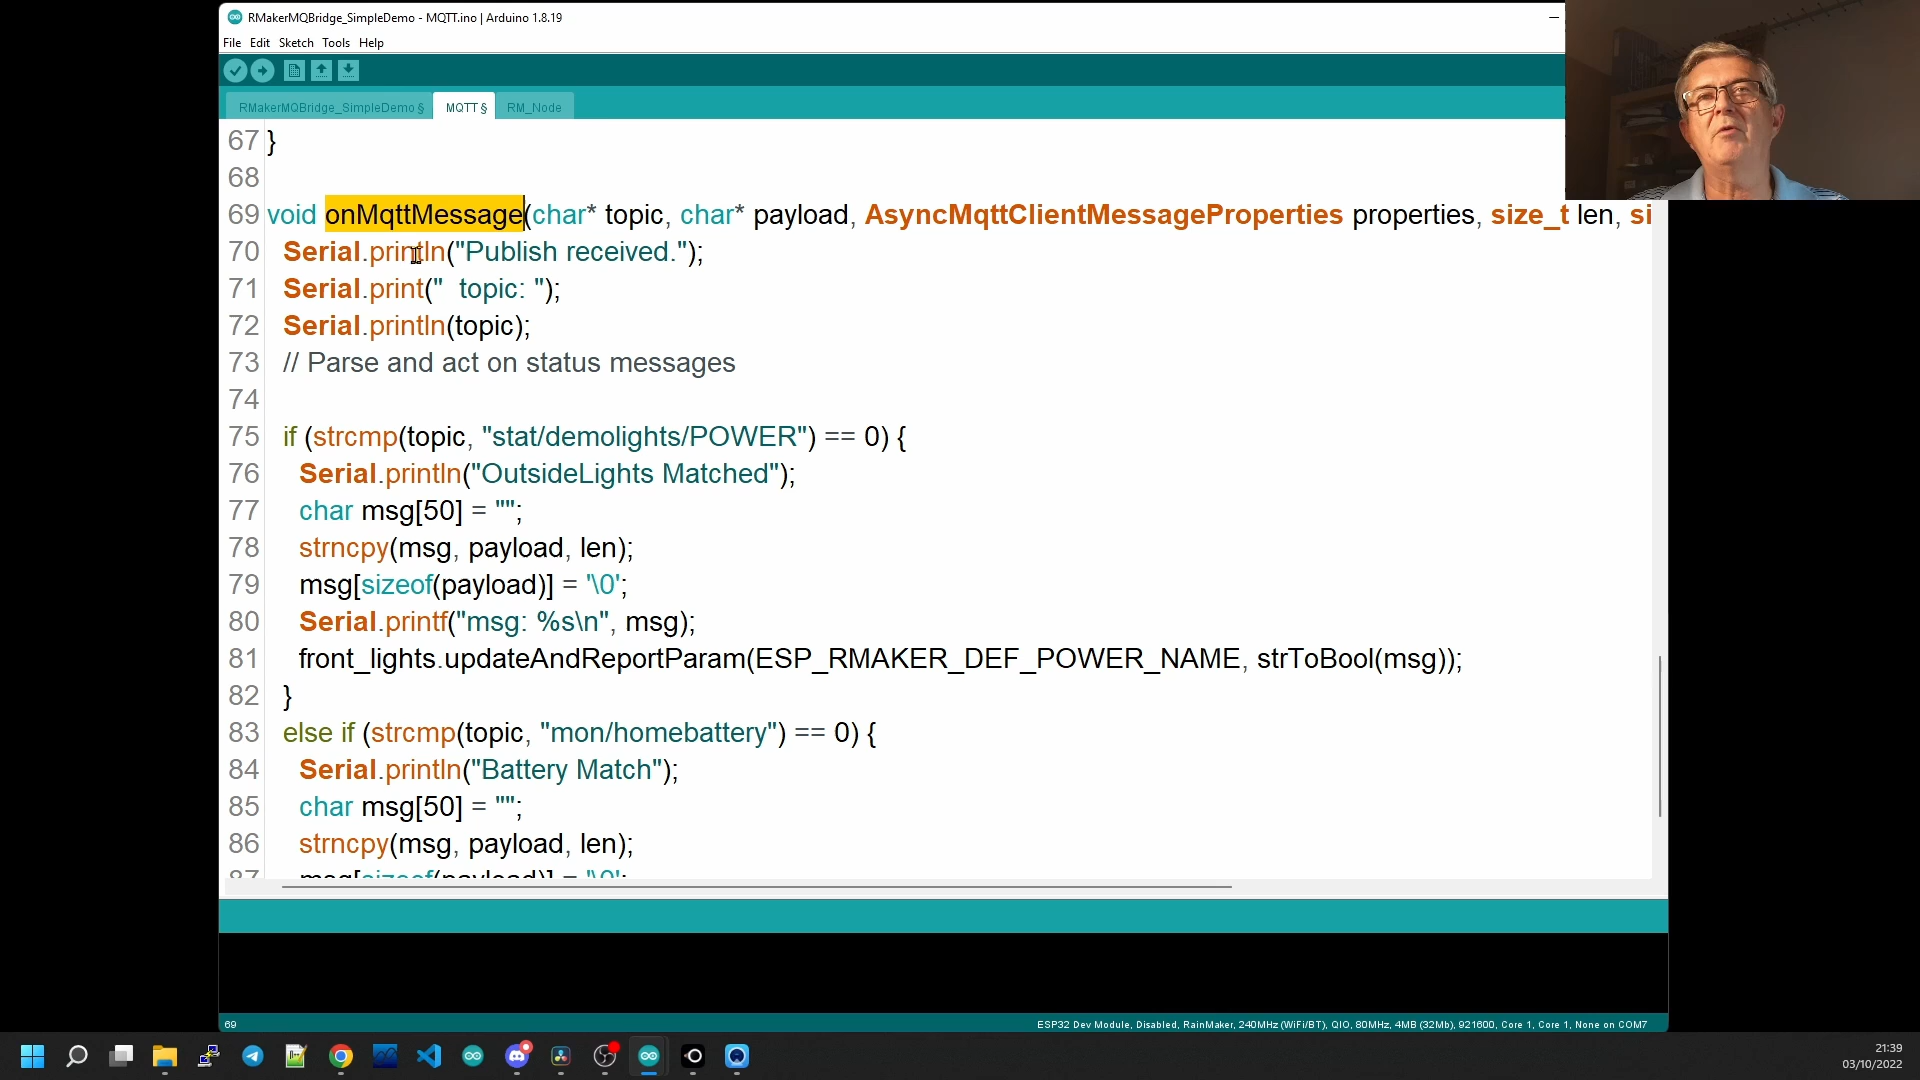 RMakerMQBridge_SimpleDemo - MQTT.ino | Arduino 1.8.19
File Edit Sketch Tools Help
RMakerMQBridge_SimpleDemo § MQTT § RM_Node
67 }
68
69 void onMqttMessage(char* topic, char* payload, AsyncMqttClientMessageProperties properties, size_t len, si
70 Serial.println("Publish received.");
71 Serial.print("  topic: ");
72 Serial.println(topic);
73 // Parse and act on status messages
74
75 if (strcmp(topic, "stat/demolights/POWER") == 0) {
76 Serial.println("OutsideLights Matched");
77 char msg[50] = "";
78 strncpy(msg, payload, len);
79 msg[sizeof(payload)] = '\0';
80 Serial.printf("msg: %s\n", msg);
81 front_lights.updateAndReportParam(ESP_RMAKER_DEF_POWER_NAME, strToBool(msg));
82 }
83 else if (strcmp(topic, "mon/homebattery") == 0) {
84 Serial.println("Battery Match");
85 char msg[50] = "";
86 strncpy(msg, payload, len);
87 msg[sizeof(payload)] = '\0';
69 ESP32 Dev Module, Disabled, RainMaker, 240MHz (WiFi/BT), QIO, 80MHz, 4MB (32Mb), 921600, Core 1, Core 1, None on COM7
21:39
03/10/2022